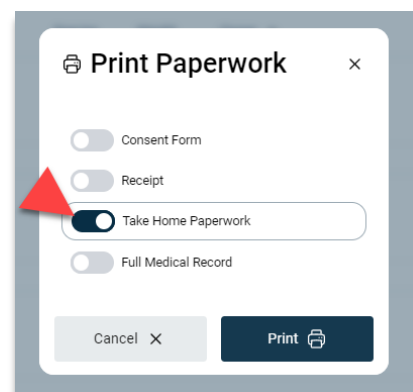 Print Paperwork
Consent Form
Receipt
Take Home Paperwork
Full Medical Record
Cancel
Print